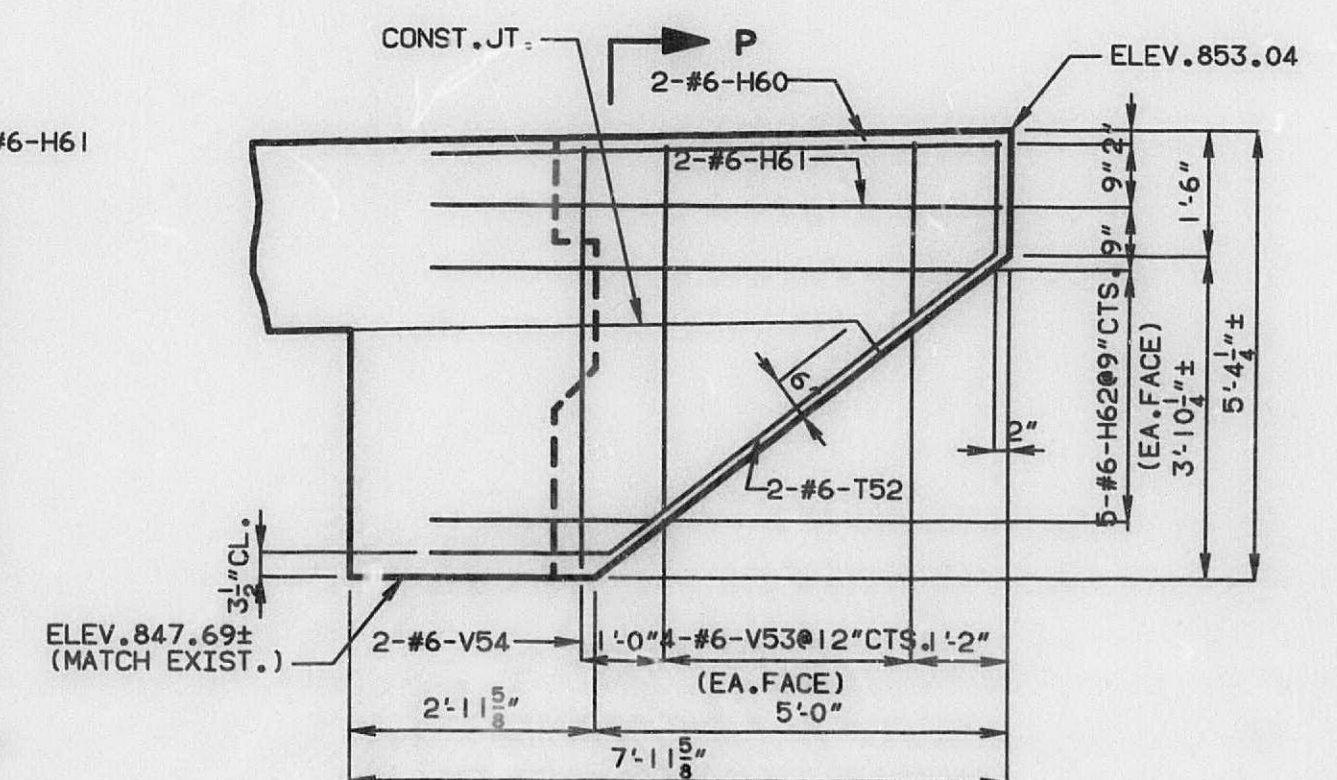 CONST.JT.
P
ELEV.853.04
2-#6-H60
#6-H61
2-#6-H61
2"
9"
9"
1'-6"
5-#6-H62@9"CTS.
(EA.FACE)
3'-10 1/4"±
5'-4 1/4"±
6"
2"
2-#6-T52
3 1/2"CL.
ELEV.847.69±
(MATCH EXIST.)
2-#6-V54
1'-0"
4-#6-V53@12"CTS.
1'-2"
(EA.FACE)
2'-11 5/8"
5'-0"
7'-11 5/8"